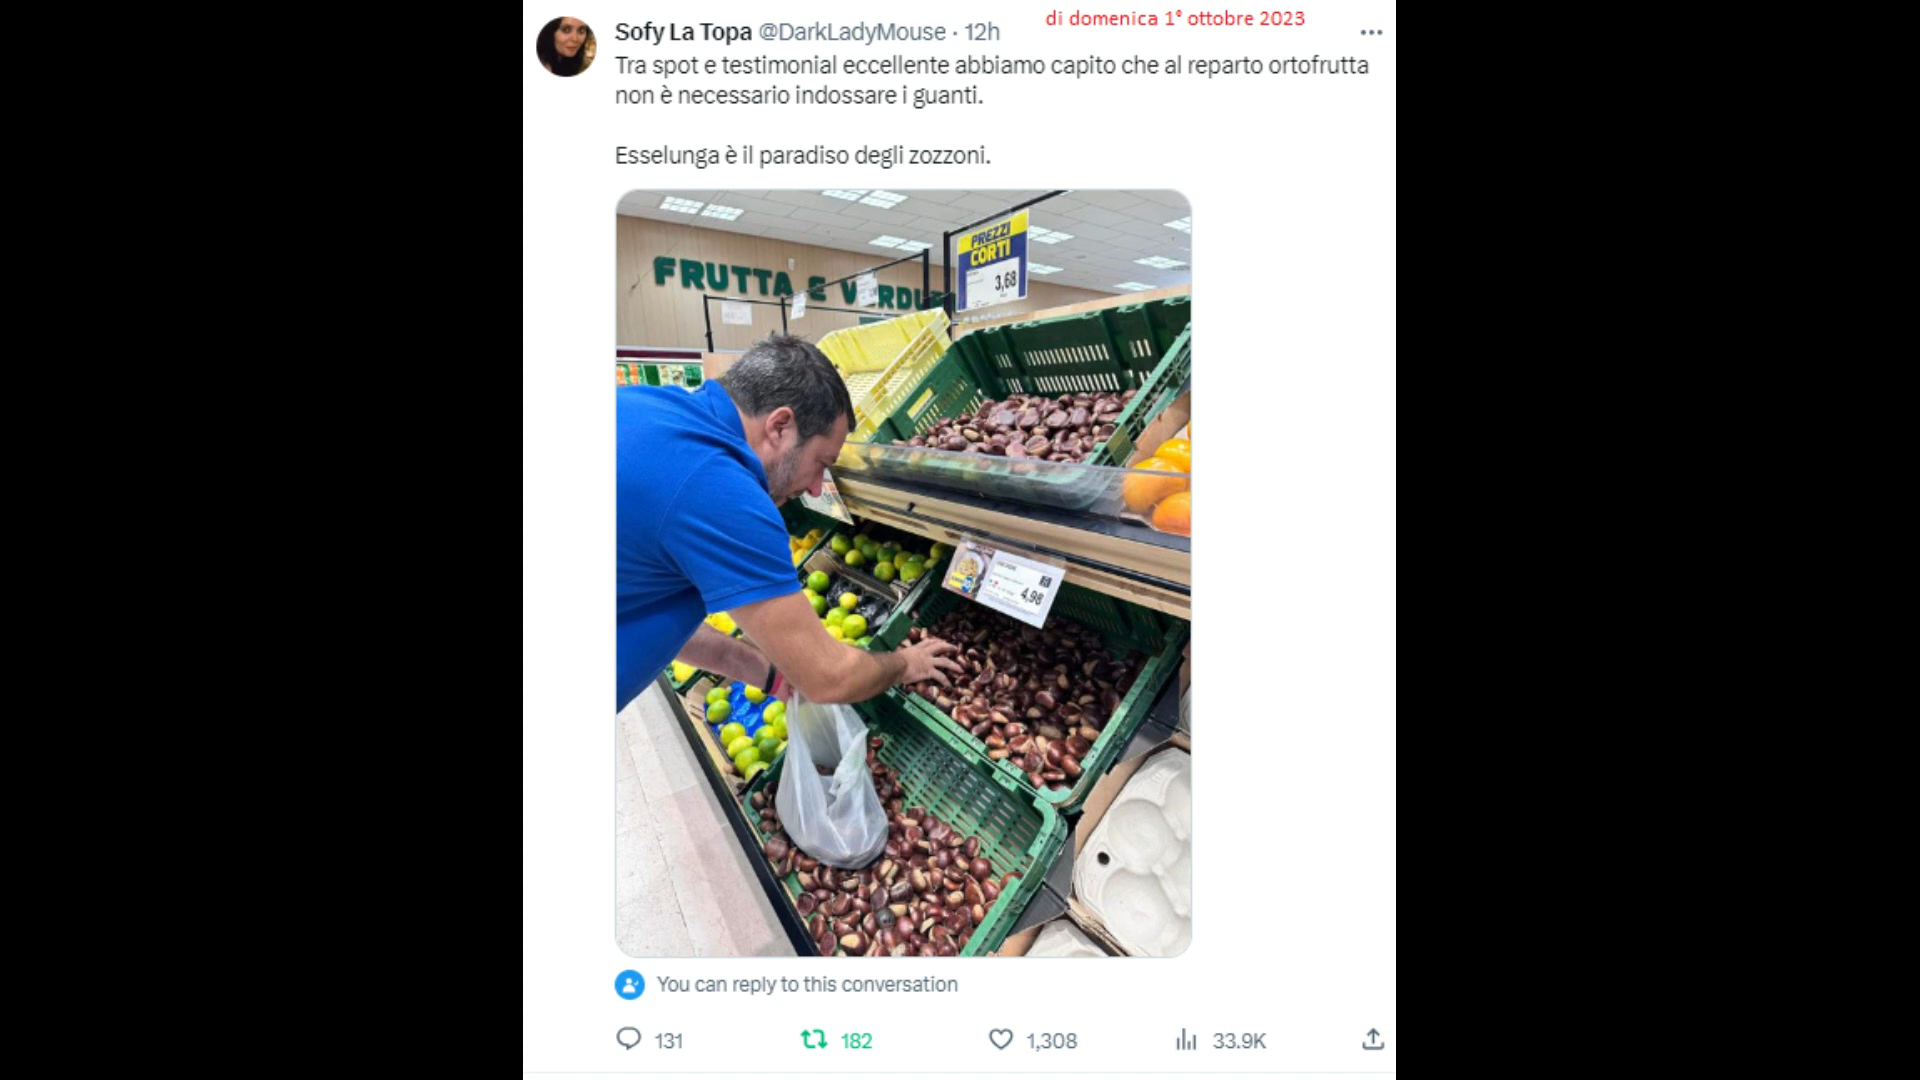 di domenica 1° ottobre 2023
Sofy La Topa @DarkLadyMouse · 12h
Tra spot e testimonial eccellente abbiamo capito che al reparto ortofrutta
non è necessario indossare i guanti.
Esselunga è il paradiso degli zozzoni.
PREZZI
CORTI
3,68
FRUTTA E VERDU
4,98
You can reply to this conversation
131 182 1,308 33.9K